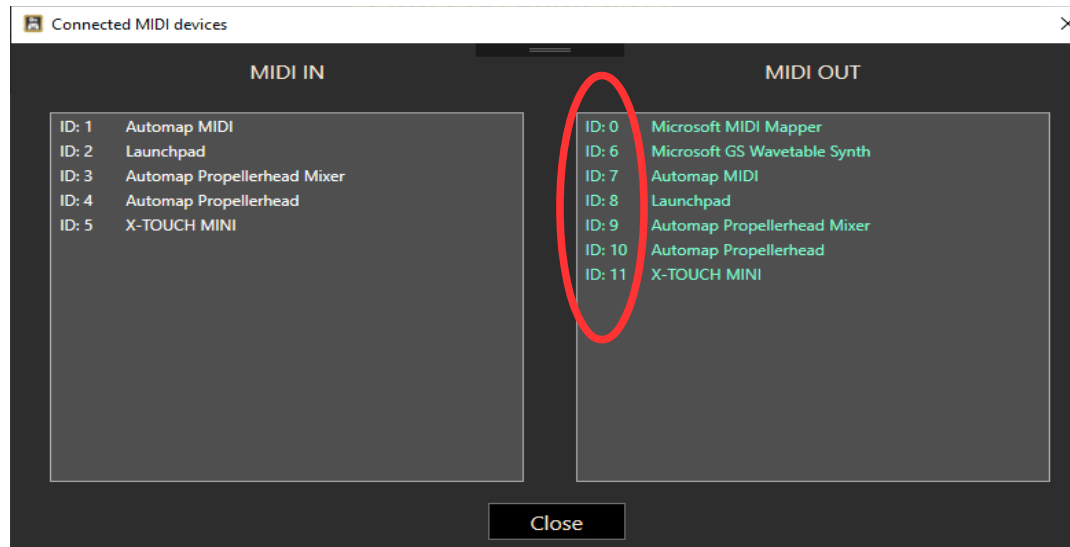 Connected MIDI devices
MIDI IN
ID: 1 Automap MIDI
ID: 2 Launchpad
ID: 3 Automap Propellerhead Mixer
ID: 4 Automap Propellerhead
ID: 5 X-TOUCH MINI
MIDI OUT
ID: 0 Microsoft MIDI Mapper
ID: 6 Microsoft GS Wavetable Synth
ID: 7 Automap MIDI
ID: 8 Launchpad
ID: 9 Automap Propellerhead Mixer
ID: 10 Automap Propellerhead
ID: 11 X-TOUCH MINI
Close